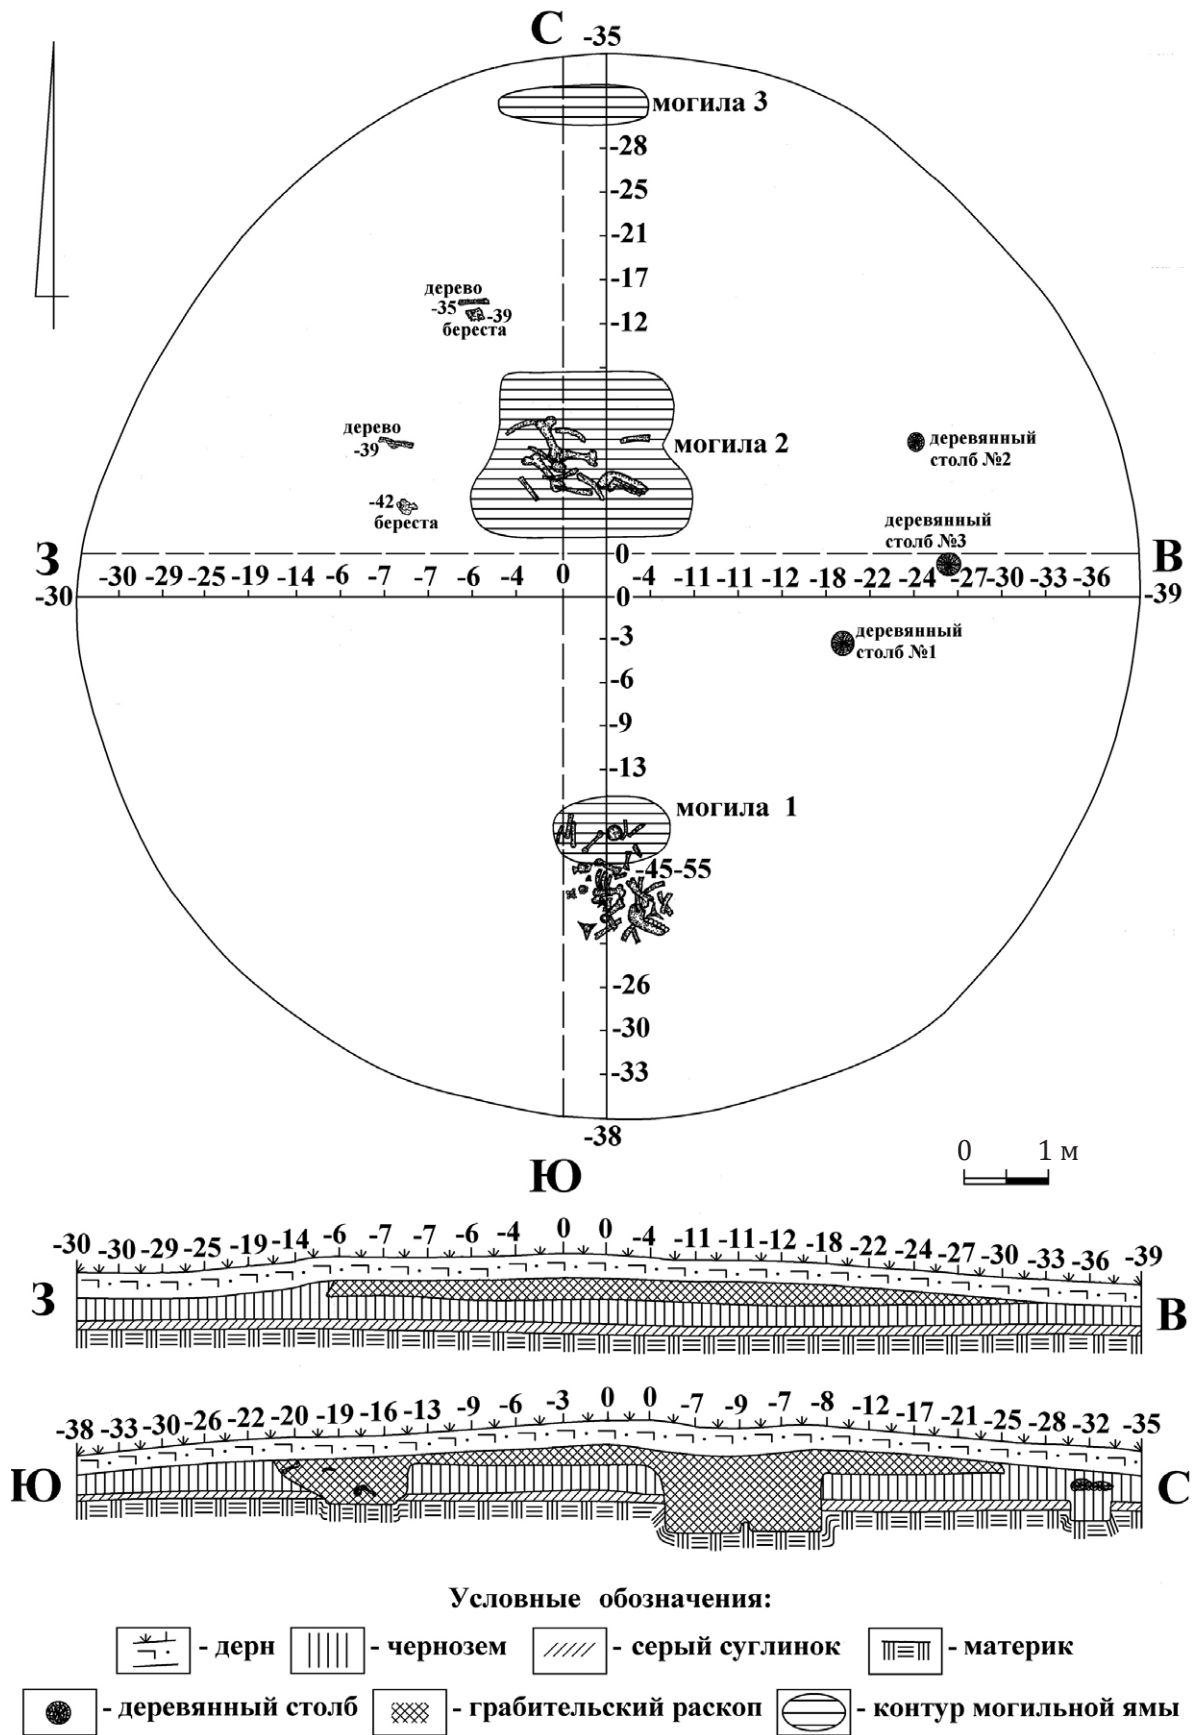 С -35
могила 3
-28
-25
-21
-17
дерево
-35 -39
береста
-12
дерево
-39
могила 2
деревянный
столб №2
-42
береста
деревянный
столб №3
З 0 В
-30 -29 -25 -19 -14 -6 -7 -7 -6 -4 0 -4 -11 -11 -12 -18 -22 -24 -27 -30 -33 -36
-30 0 -39
-3
деревянный
столб №1
-6
-9
-13
могила 1
-45-55
-26
-30
-33
-38
Ю
0 1 м
-30 -30 -29 -25 -19 -14 -6 -7 -7 -6 -4 0 0 -4 -11 -11 -12 -18 -22 -24 -27 -30 -33 -36 -39
З В
-38 -33 -30 -26 -22 -20 -19 -16 -13 -9 -6 -3 0 0 -7 -9 -7 -8 -12 -17 -21 -25 -28 -32 -35
Ю С
Условные обозначения:
- дерн - чернозем - серый суглинок - материк
- деревянный столб - грабительский раскоп - контур могильной ямы